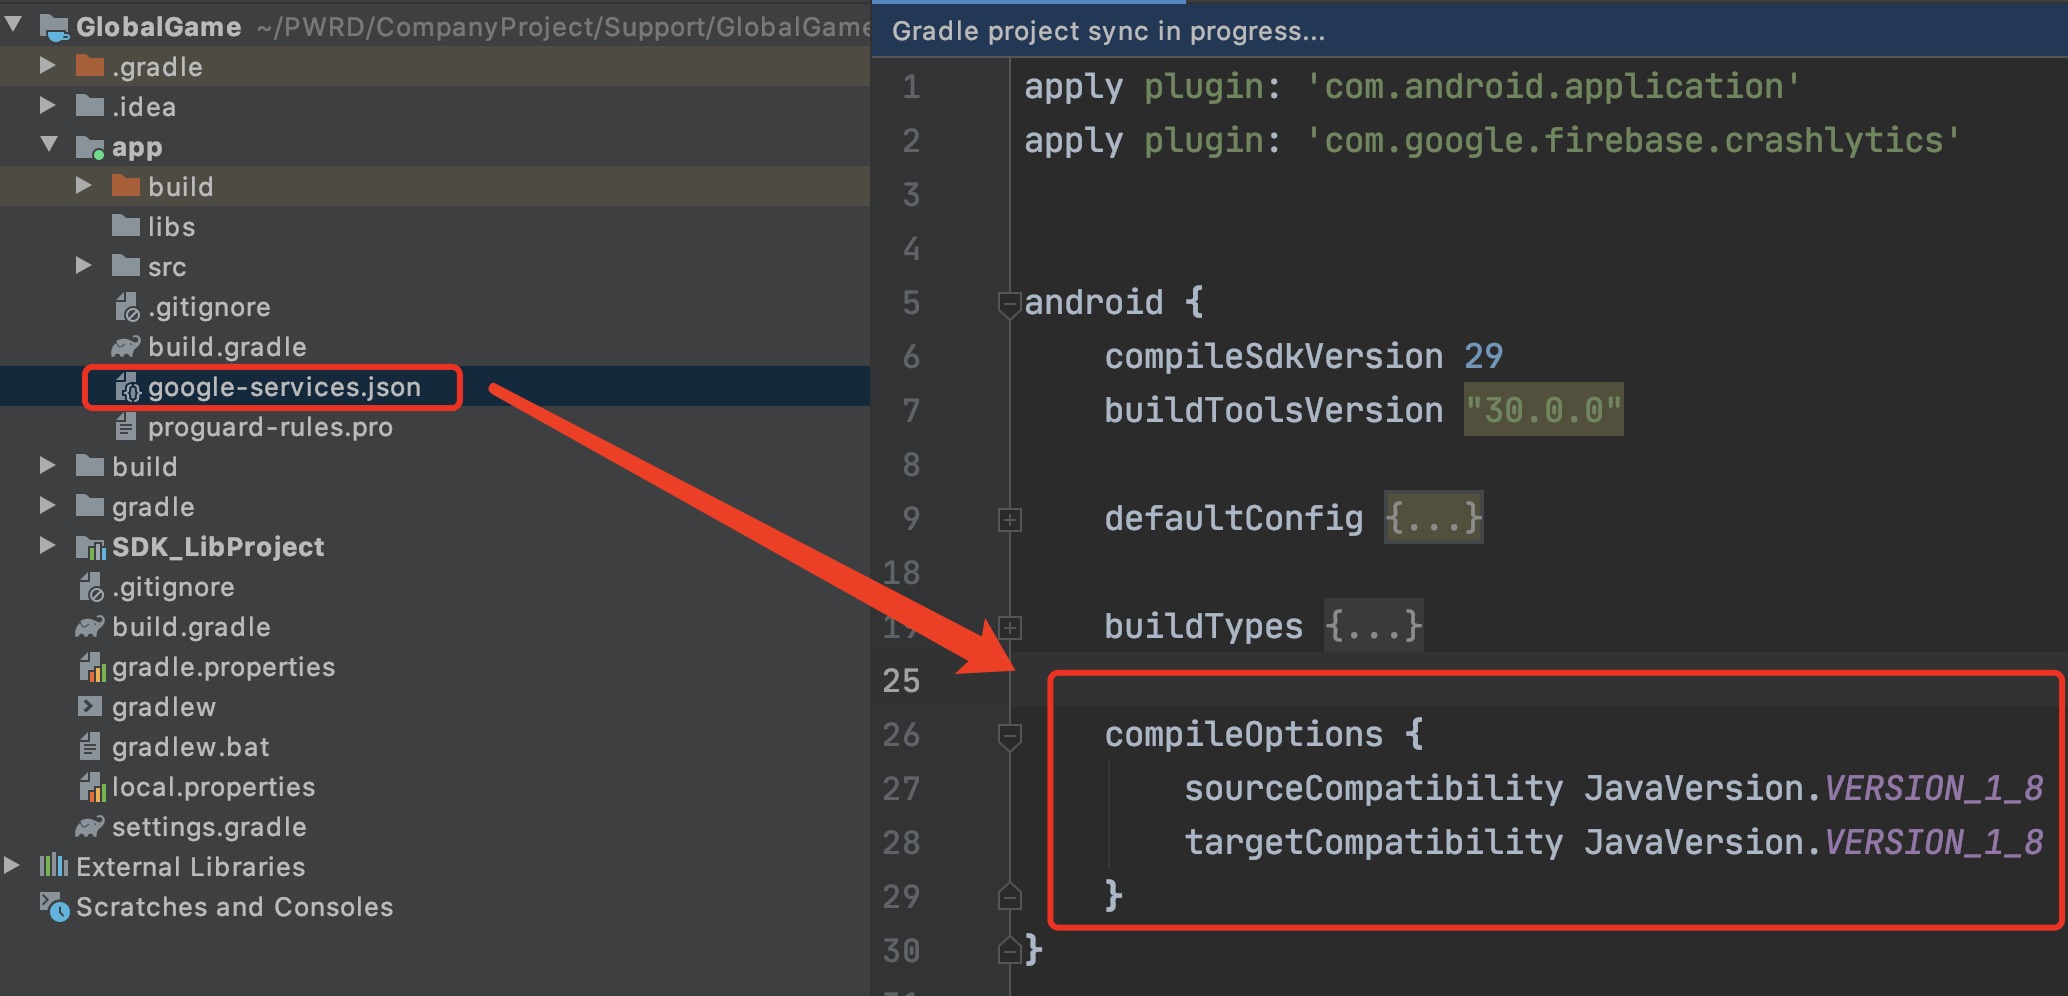 GlobalGame ~/PWRD/CompanyProject/Support/GlobalGame
.gradle
.idea
app
build
libs
src
.gitignore
build.gradle
google-services.json
proguard-rules.pro
build
gradle
SDK_LibProject
.gitignore
build.gradle
gradle.properties
gradlew
gradlew.bat
local.properties
settings.gradle
External Libraries
Scratches and Consoles
Gradle project sync in progress...
1 apply plugin: 'com.android.application'
2 apply plugin: 'com.google.firebase.crashlytics'
3
4
5 android {
6 compileSdkVersion 29
7 buildToolsVersion "30.0.0"
8
9 defaultConfig {...}
18
19 buildTypes {...}
25
26 compileOptions {
27 sourceCompatibility JavaVersion.VERSION_1_8
28 targetCompatibility JavaVersion.VERSION_1_8
29 }
30 }